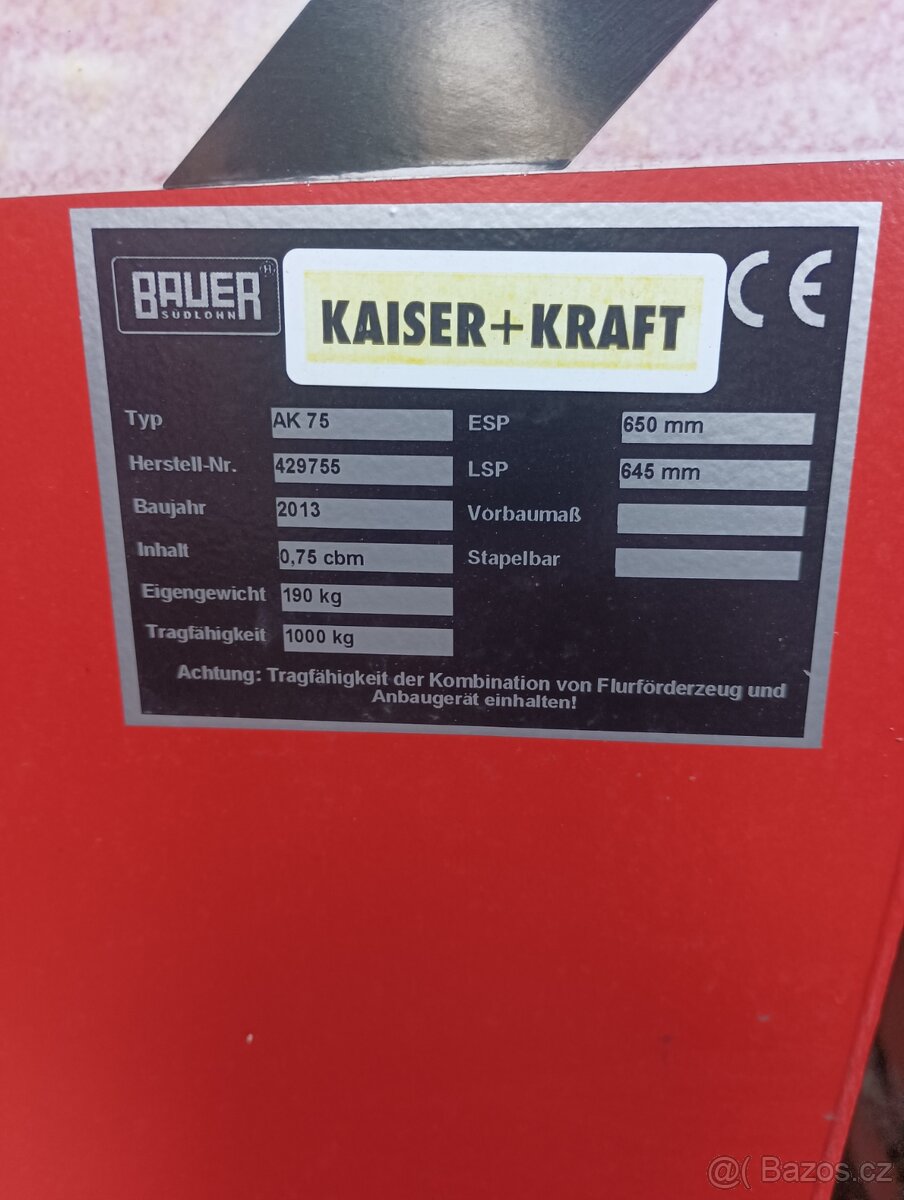 BAUER H
SÜDLOHN
KAISER+KRAFT
CE
Typ AK 75 ESP 650 mm
Herstell-Nr. 429755 LSP 645 mm
Baujahr 2013 Vorbaumaß
Inhalt 0,75 cbm Stapelbar
Eigengewicht 190 kg
Tragfähigkeit 1000 kg
Achtung: Tragfähigkeit der Kombination von Flurförderzeug und
Anbaugerät einhalten!
@( Bazos.cz